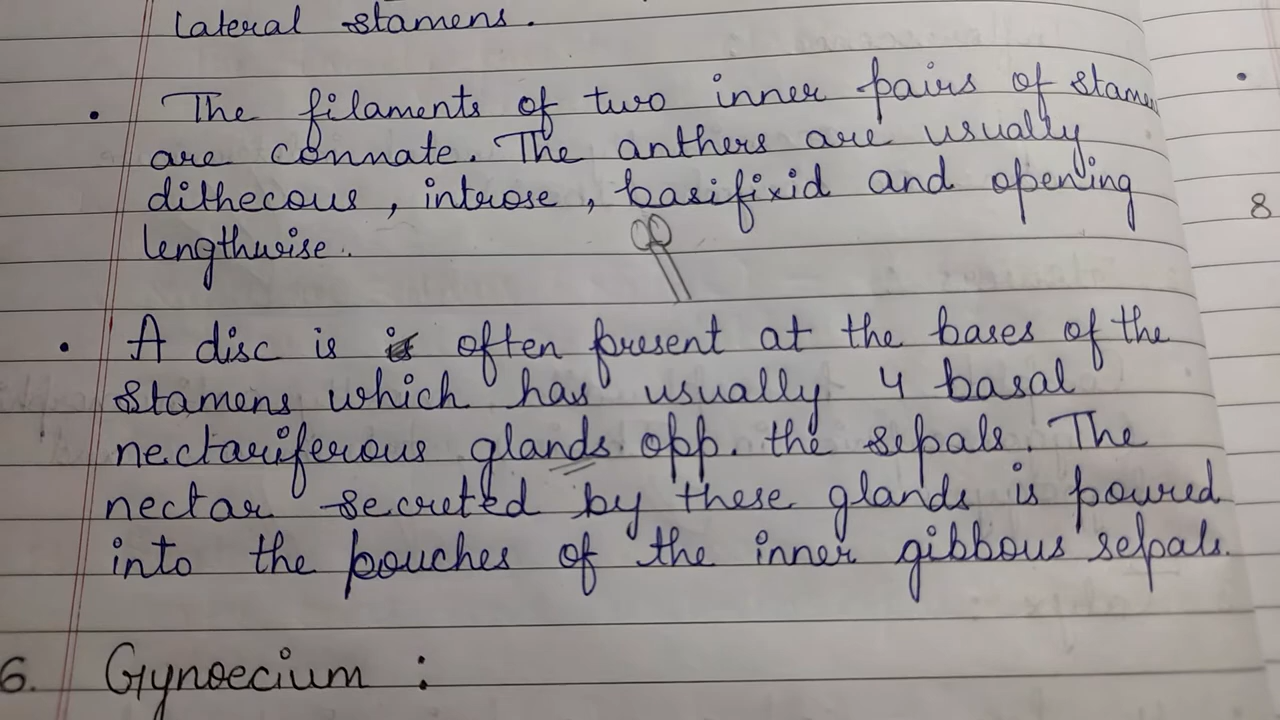 lateral stamens.
• The filaments of two inner pairs of stamen
are connate. The anthers are usually
dithecous, introse, basifixid and opening
lengthwise.
8
• A disc is is often present at the bases of the
stamens which has usually 4 basal
nectariferous glands opp. the sepals. The
nectar secreted by these glands is poured
into the pouches of the inner gibbous sepals.
6. Gynoecium :